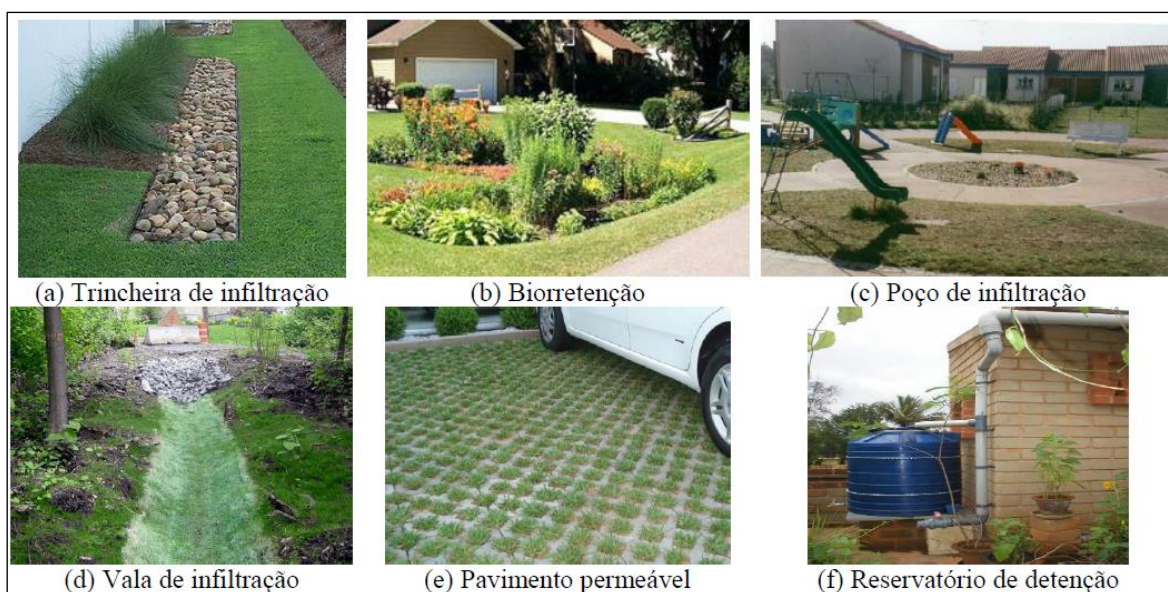 (a) Trincheira de infiltração
(b) Biorretenção
(c) Poço de infiltração
(d) Vala de infiltração
(e) Pavimento permeável
(f) Reservatório de detenção